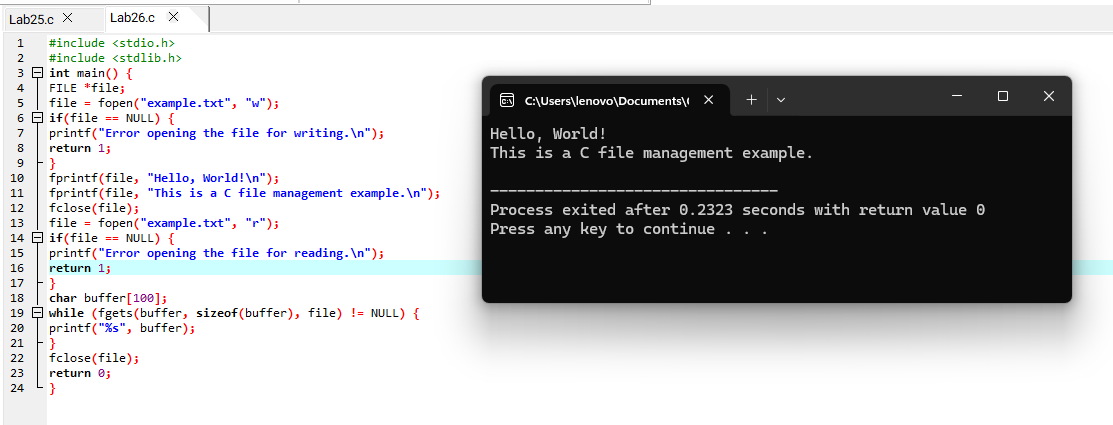 Lab25.c
Lab26.c
1 #include <stdio.h>
2 #include <stdlib.h>
3 int main() {
4 FILE *file;
5 file = fopen("example.txt", "w");
6 if(file == NULL) {
7 printf("Error opening the file for writing.\n");
8 return 1;
9 }
10 fprintf(file, "Hello, World!\n");
11 fprintf(file, "This is a C file management example.\n");
12 fclose(file);
13 file = fopen("example.txt", "r");
14 if(file == NULL) {
15 printf("Error opening the file for reading.\n");
16 return 1;
17 }
18 char buffer[100];
19 while (fgets(buffer, sizeof(buffer), file) != NULL) {
20 printf("%s", buffer);
21 }
22 fclose(file);
23 return 0;
24 }
C:\Users\lenovo\Documents\
Hello, World!
This is a C file management example.
--------------------------------
Process exited after 0.2323 seconds with return value 0
Press any key to continue . . .